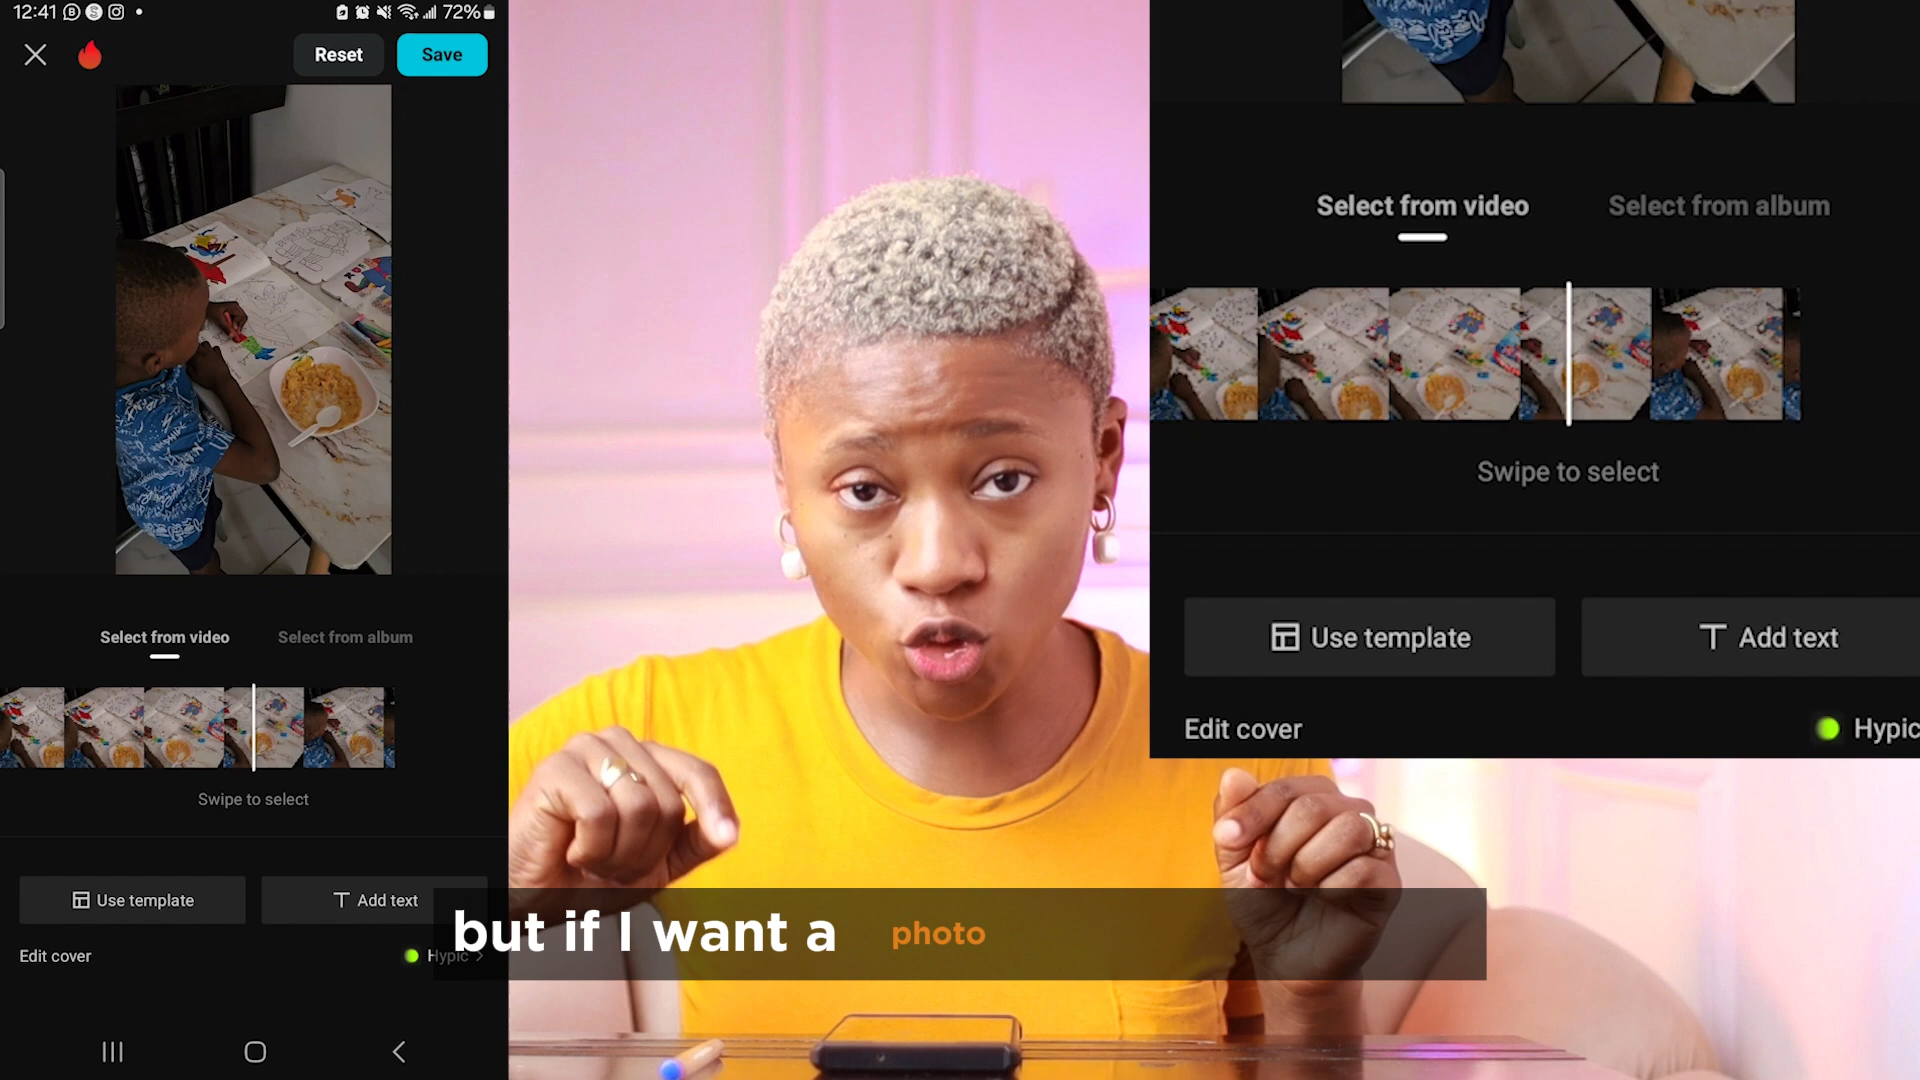 12:41
72%
Reset
Save
Select from video
Select from album
Swipe to select
Use template
Add text
Edit cover
Hypic
Select from video
Select from album
Swipe to select
Use template
Add text
Edit cover
Hypic
but if I want a photo